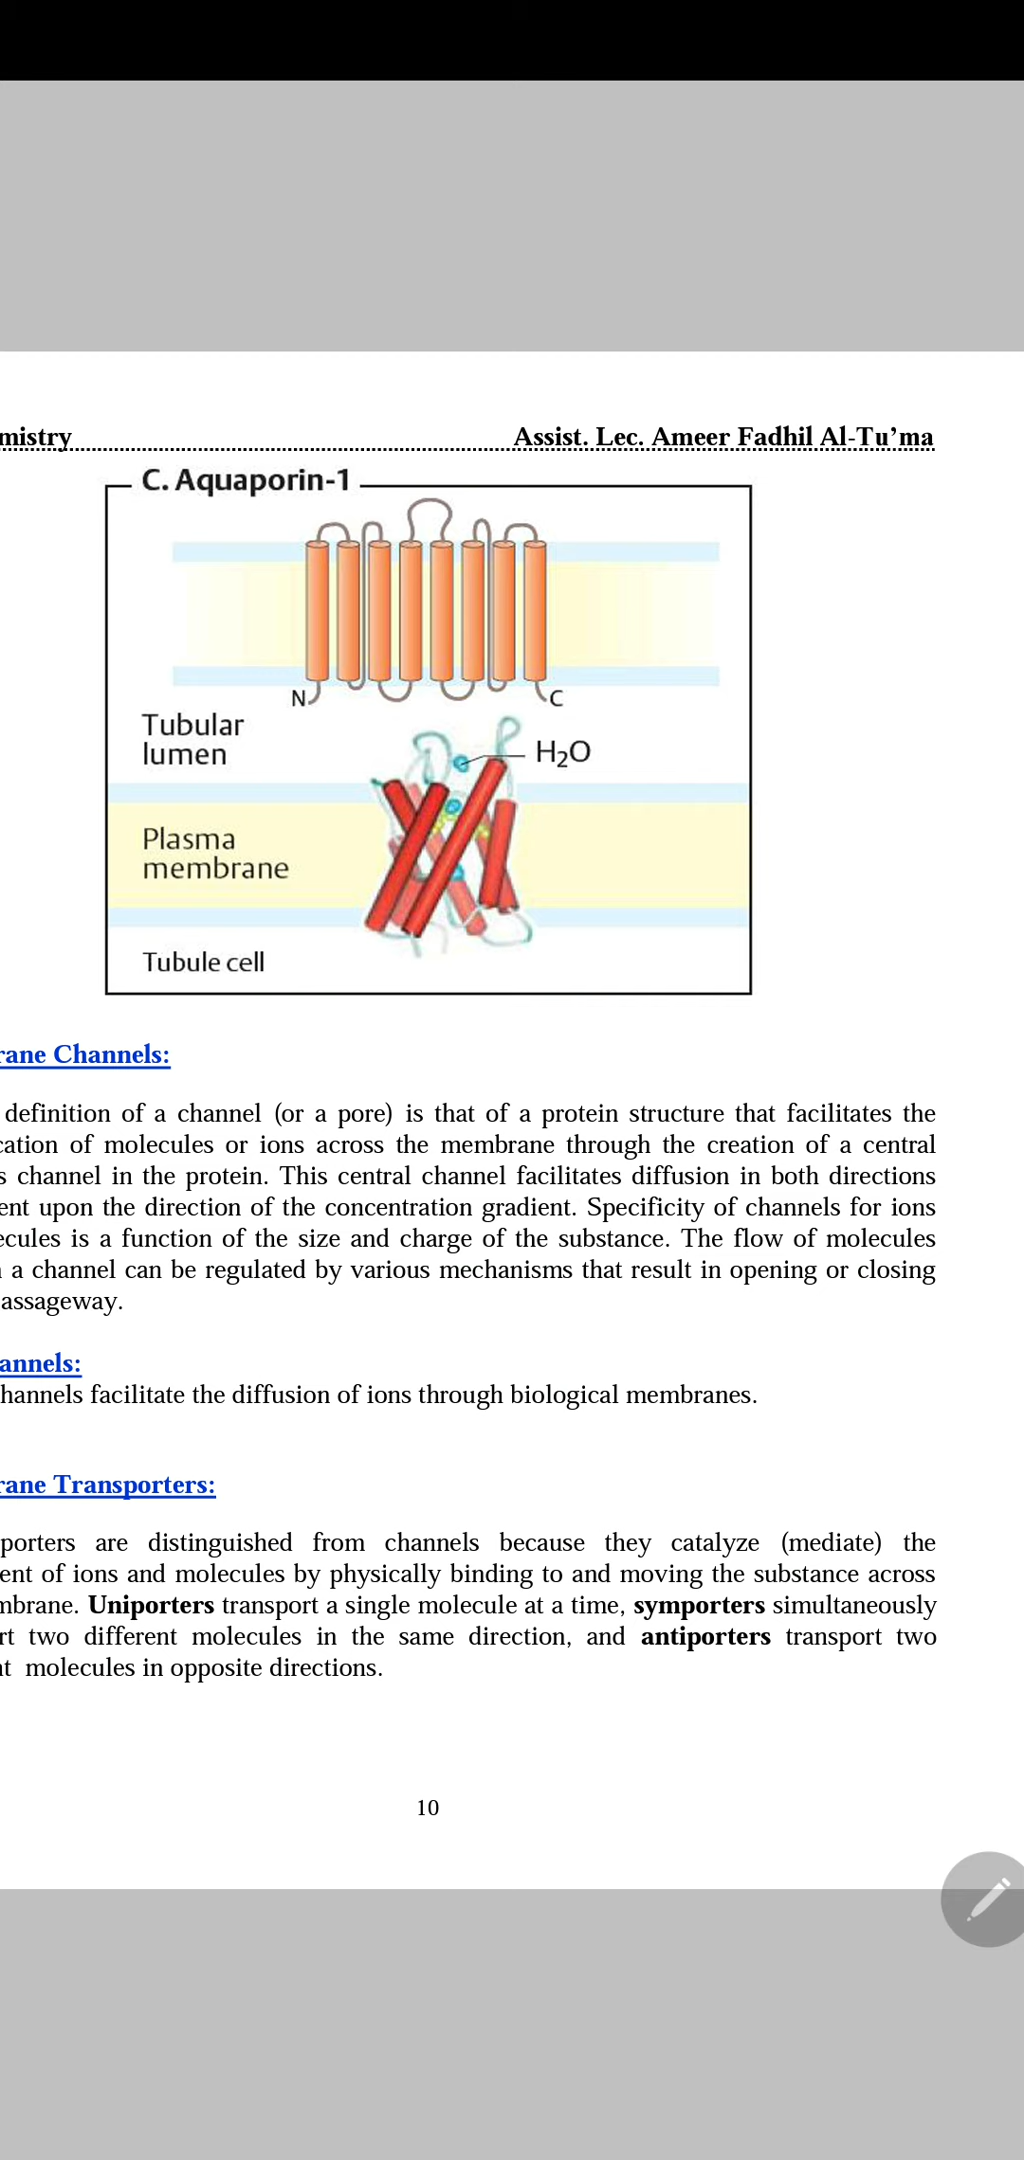 mistry Assist. Lec. Ameer Fadhil Al-Tu’ma
C. Aquaporin-1
N
C
Tubular
lumen
H₂O
Plasma
membrane
Tubule cell
rane Channels:
definition of a channel (or a pore) is that of a protein structure that facilitates the
cation of molecules or ions across the membrane through the creation of a central
s channel in the protein. This central channel facilitates diffusion in both directions
ent upon the direction of the concentration gradient. Specificity of channels for ions
ecules is a function of the size and charge of the substance. The flow of molecules
a channel can be regulated by various mechanisms that result in opening or closing
assageway.
annels:
hannels facilitate the diffusion of ions through biological membranes.
rane Transporters:
porters are distinguished from channels because they catalyze (mediate) the
ent of ions and molecules by physically binding to and moving the substance across
mbrane. Uniporters transport a single molecule at a time, symporters simultaneously
rt two different molecules in the same direction, and antiporters transport two
nt molecules in opposite directions.
10